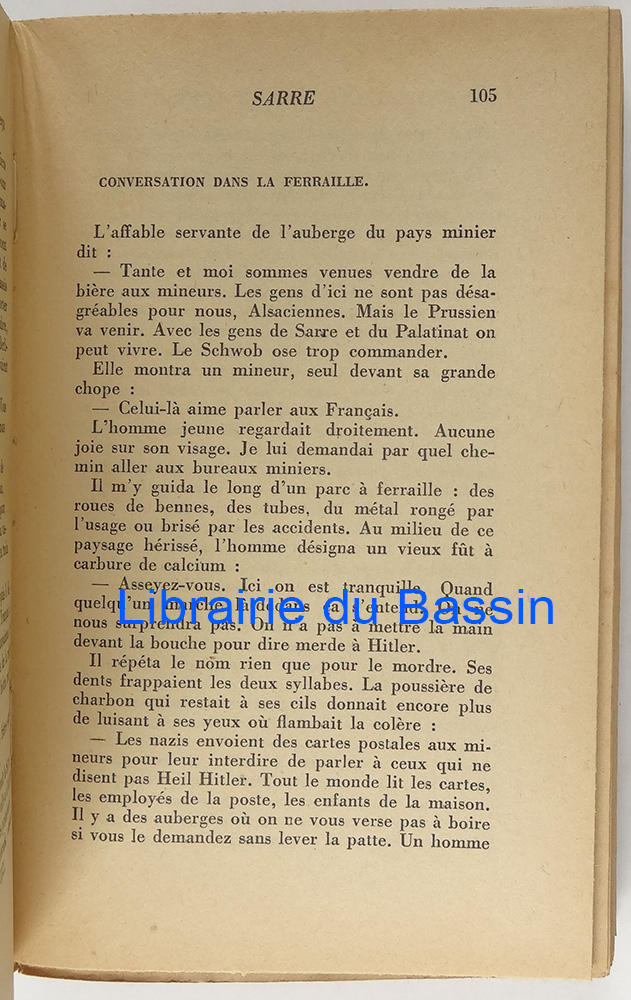 SARRE 105
CONVERSATION DANS LA FERRAILLE.
L'affable servante de l'auberge du pays minier
dit :
— Tante et moi sommes venues vendre de la
bière aux mineurs. Les gens d'ici ne sont pas désa-
gréables pour nous, Alsaciennes. Mais le Prussien
va venir. Avec les gens de Sarre et du Palatinat on
peut vivre. Le Schwob ose trop commander.
Elle montra un mineur, seul devant sa grande
chope :
— Celui-là aime parler aux Français.
L'homme jeune regardait droitement. Aucune
joie sur son visage. Je lui demandai par quel che-
min aller aux bureaux miniers.
Il m'y guida le long d'un parc à ferraille : des
roues de bennes, des tubes, du métal rongé par
l'usage ou brisé par les accidents. Au milieu de ce
paysage hérissé, l'homme désigna un vieux fût à
carbure de calcium :
— Asseyez-vous. Ici on est tranquille. Quand
quelqu'un marche là-dedans ça s'entend. On ne
Librairie du Bassin
nous surprendra pas. On n'a pas à mettre la main
devant la bouche pour dire merde à Hitler.
Il répéta le nom rien que pour le mordre. Ses
dents frappaient les deux syllabes. La poussière de
charbon qui restait à ses cils donnait encore plus
de luisant à ses yeux où flambait la colère :
— Les nazis envoient des cartes postales aux mi-
neurs pour leur interdire de parler à ceux qui ne
disent pas Heil Hitler. Tout le monde lit les cartes,
les employés de la poste, les enfants de la maison.
Il y a des auberges où on ne vous verse pas à boire
si vous le demandez sans lever la patte. Un homme